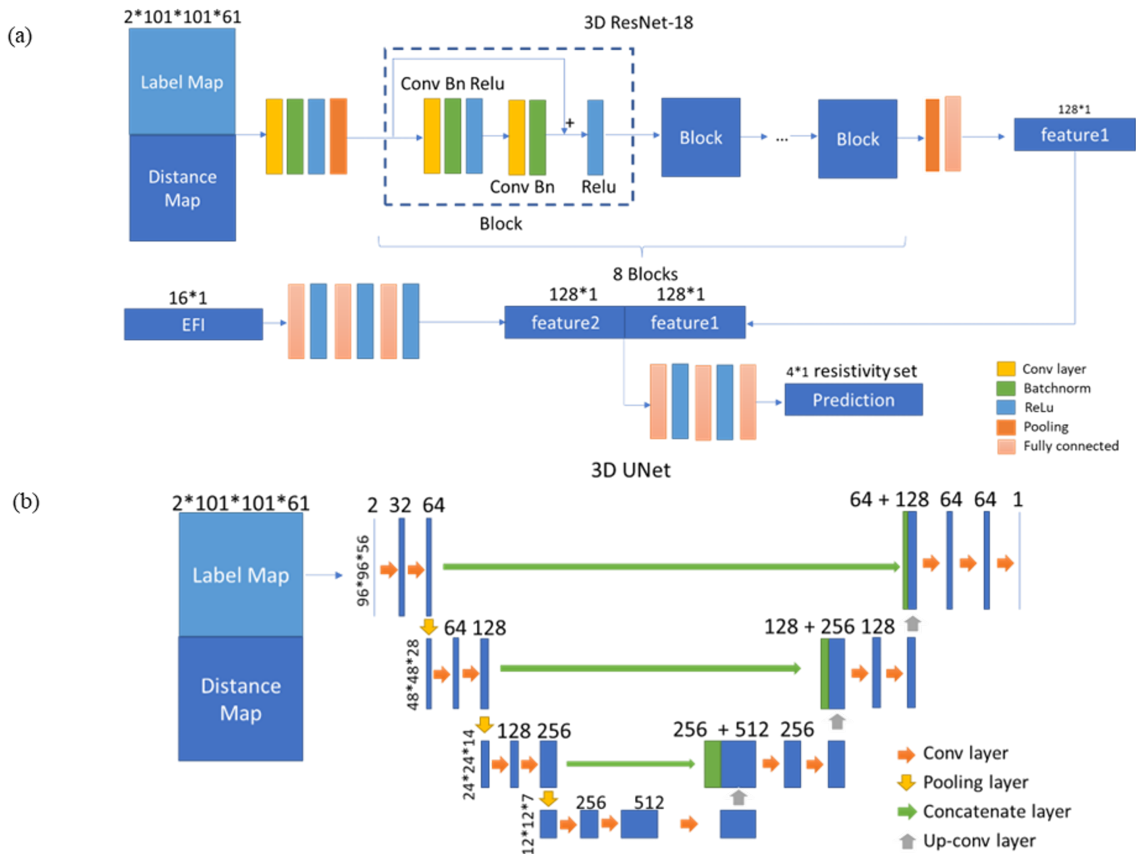 (a)
2*101*101*61
Label Map
Distance
Map
3D ResNet-18
Conv Bn Relu
+
Conv Bn
Relu
Block
Block
...
Block
128*1
feature1
8 Blocks
16*1
EFI
128*1
128*1
feature2
feature1
4*1 resistivity set
Prediction
Conv layer
Batchnorm
ReLu
Pooling
Fully connected
(b)
3D UNet
2*101*101*61
Label Map
Distance
Map
2 32 64
96*96*56
64 + 128 64 64 1
64 128
48*48*28
128 + 256 128
128 256
24*24*14
256 + 512 256
256 512
12*12*7
Conv layer
Pooling layer
Concatenate layer
Up-conv layer